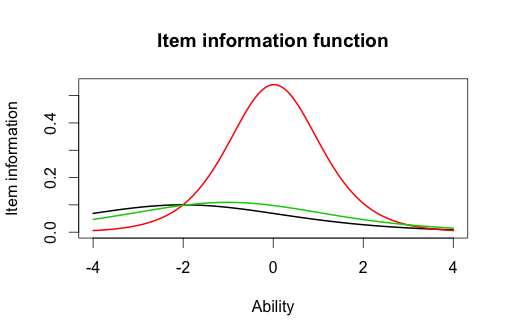 Item information function
Item information
0.4
0.2
0.0
-4 -2 0 2 4
Ability